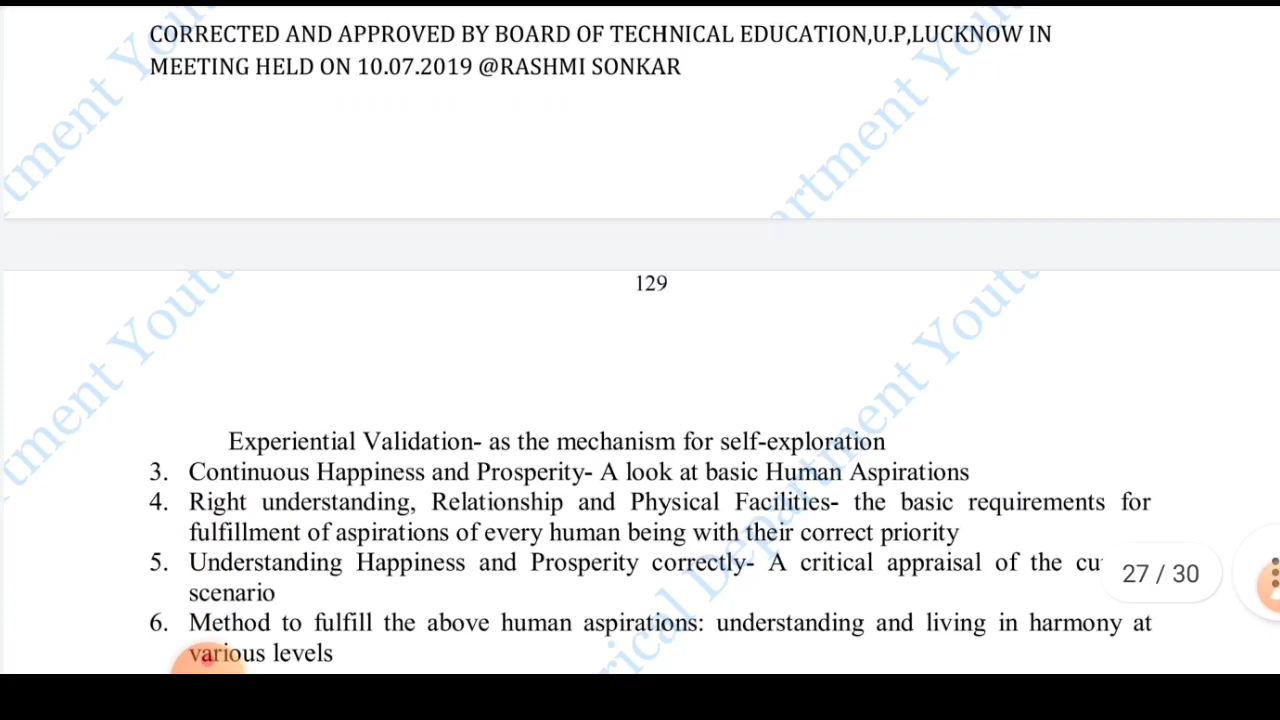 CORRECTED AND APPROVED BY BOARD OF TECHNICAL EDUCATION,U.P,LUCKNOW IN
MEETING HELD ON 10.07.2019 @RASHMI SONKAR
129
Experiential Validation- as the mechanism for self-exploration
3. Continuous Happiness and Prosperity- A look at basic Human Aspirations
4. Right understanding, Relationship and Physical Facilities- the basic requirements for
fulfillment of aspirations of every human being with their correct priority
5. Understanding Happiness and Prosperity correctly- A critical appraisal of the
scenario
27 / 30
6. Method to fulfill the above human aspirations: understanding and living in harmony at
various levels